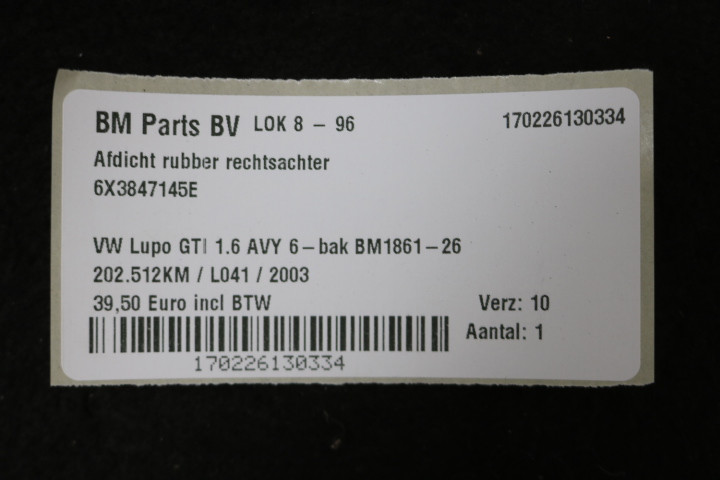 BM Parts BV LOK 8 - 96 170226130334
Afdicht rubber rechtsachter
6X3847145E
VW Lupo GTI 1.6 AVY 6-bak BM1861-26
202.512KM / L041 / 2003
39,50 Euro incl BTW Verz: 10
Aantal: 1
170226130334